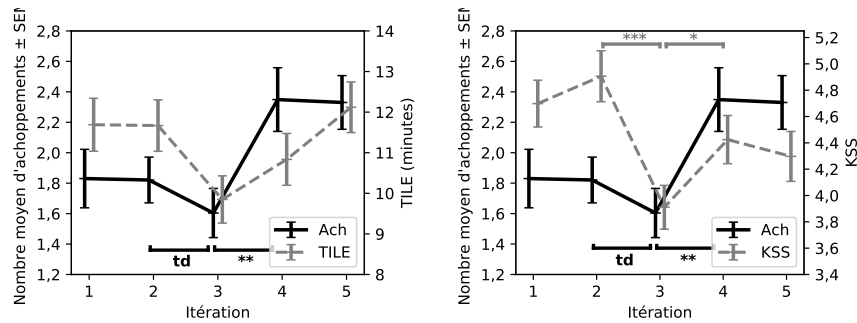 Nombre moyen d'achoppements ± SEM
2,8
2,6
2,4
2,2
2,0
1,8
1,6
1,4
1,2
14
13
12
11
10
9
8
TILE (minutes)
td
**
Ach
TILE
1 2 3 4 5
Itération
Nombre moyen d'achoppements ± SEM
2,8
2,6
2,4
2,2
2,0
1,8
1,6
1,4
1,2
*** *
5,2
5,0
4,8
4,6
4,4
4,2
4,0
3,8
3,6
3,4
KSS
td
**
Ach
KSS
1 2 3 4 5
Itération